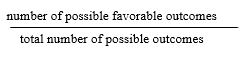 number of possible favorable outcomes
total number of possible outcomes